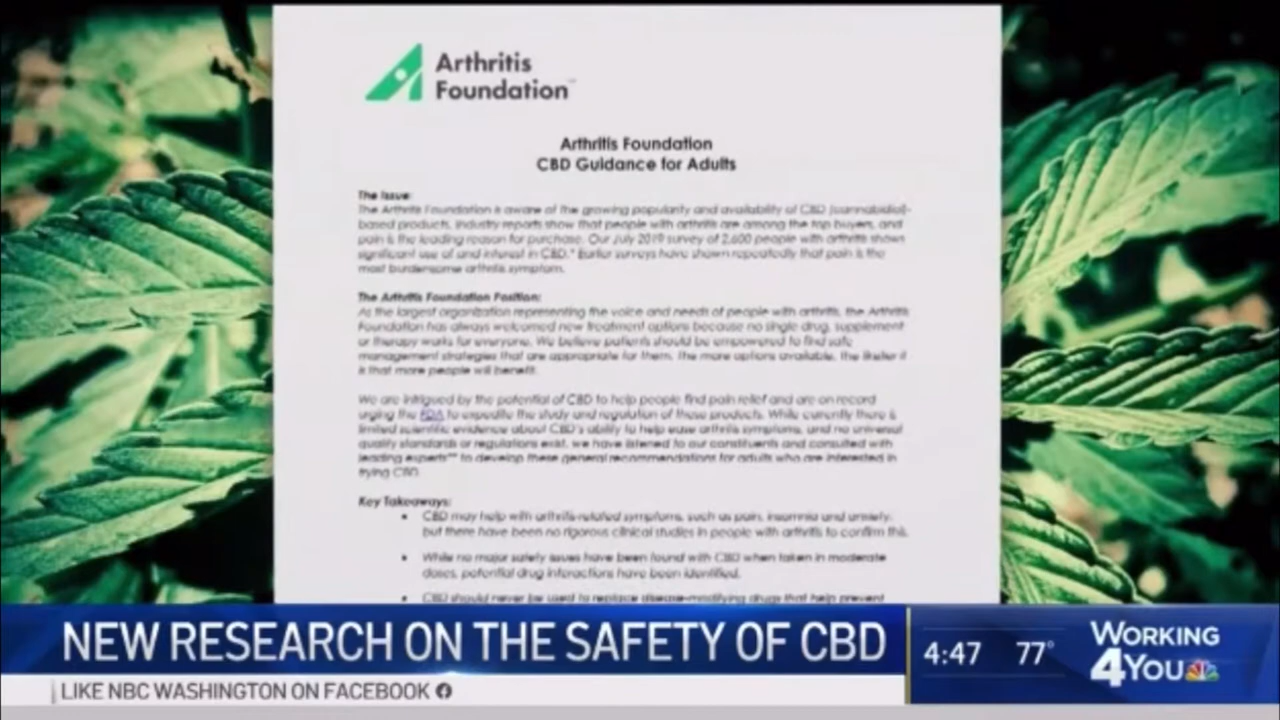 Arthritis
Foundation™
Arthritis Foundation
CBD Guidance for Adults
The Issue:
The Arthritis Foundation is aware of the growing popularity and availability of CBD (cannabidiol)-
based products. Industry reports show that people with arthritis are among the top buyers, and
pain is the leading reason for purchase. Our July 2019 survey of 2,600 people with arthritis shows
significant use of and interest in CBD.* Earlier surveys have shown repeatedly that pain is the
most burdensome arthritis symptom.
The Arthritis Foundation Position:
As the largest organization representing the voice and needs of people with arthritis, the Arthritis
Foundation has always welcomed new treatment options because no single drug, supplement
or therapy works for everyone. We believe patients should be empowered to find safe
management strategies that are appropriate for them. The more options available, the likelier it
is that more people will benefit.
We are intrigued by the potential of CBD to help people find pain relief and are on record
urging the FDA to expedite the study and regulation of these products. While currently there is
limited scientific evidence about CBD's ability to help ease arthritis symptoms, and no universal
quality standards or regulations exist, we have listened to our constituents and consulted with
leading experts** to develop these general recommendations for adults who are interested in
trying CBD.
Key Takeaways:
• CBD may help with arthritis-related symptoms, such as pain, insomnia and anxiety,
but there have been no rigorous clinical studies in people with arthritis to confirm this.
• While no major safety issues have been found with CBD when taken in moderate
doses, potential drug interactions have been identified.
• CBD should never be used to replace disease-modifying drugs that help prevent
NEW RESEARCH ON THE SAFETY OF CBD
4:47 77°
WORKING
4YOU
LIKE NBC WASHINGTON ON FACEBOOK